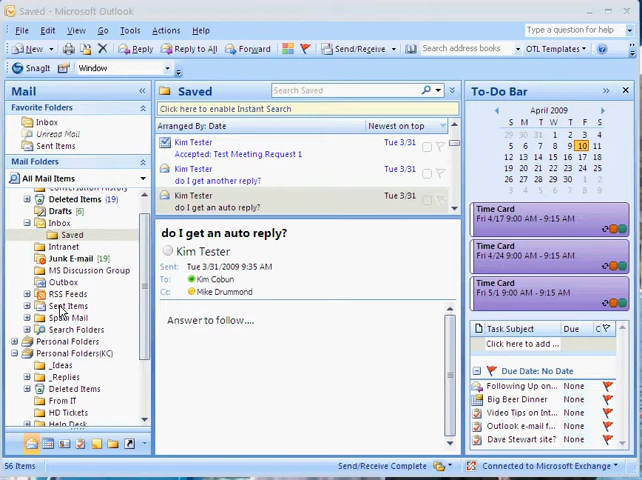 Saved - Microsoft Outlook
File Edit View Go Tools Actions Help
Type a question for help
New Reply Reply to All Forward Send/Receive Search address books OTL Templates
SnagIt Window
Mail
Favorite Folders
Inbox
Unread Mail
Sent Items
Mail Folders
All Mail Items
Conversation History
Deleted Items (19)
Drafts [6]
Inbox
Saved
Intranet
Junk E-mail [19]
MS Discussion Group
Outbox
RSS Feeds
Sent Items
Spam Mail
Search Folders
Personal Folders
Personal Folders(KC)
_Ideas
_Replies
Deleted Items
From IT
HD Tickets
Help Desk
Saved
Search Saved
Click here to enable Instant Search
Arranged By: Date Newest on top
Kim Tester Tue 3/31
Accepted: Test Meeting Request 1
Kim Tester Tue 3/31
do I get another reply?
Kim Tester Tue 3/31
do I get an auto reply?
do I get an auto reply?
Kim Tester
Sent: Tue 3/31/2009 9:35 AM
To: Kim Coburn
Cc: Mike Drummond
Answer to follow....
To-Do Bar
April 2009
S M T W T F S
29 30 31 1 2 3 4
5 6 7 8 9 10 11
12 13 14 15 16 17 18
19 20 21 22 23 24 25
26 27 28 29 30 1 2
Time Card
Fri 4/17 9:00 AM - 9:15 AM
Time Card
Fri 4/24 9:00 AM - 9:15 AM
Time Card
Fri 5/1 9:00 AM - 9:15 AM
Task Subject Due C
Click here to add ...
Due Date: No Date
Following Up on... None
Big Beer Dinner None
Video Tips on Int... None
Outlook e-mail f... None
Dave Stewart site? None
56 Items
Send/Receive Complete
Connected to Microsoft Exchange